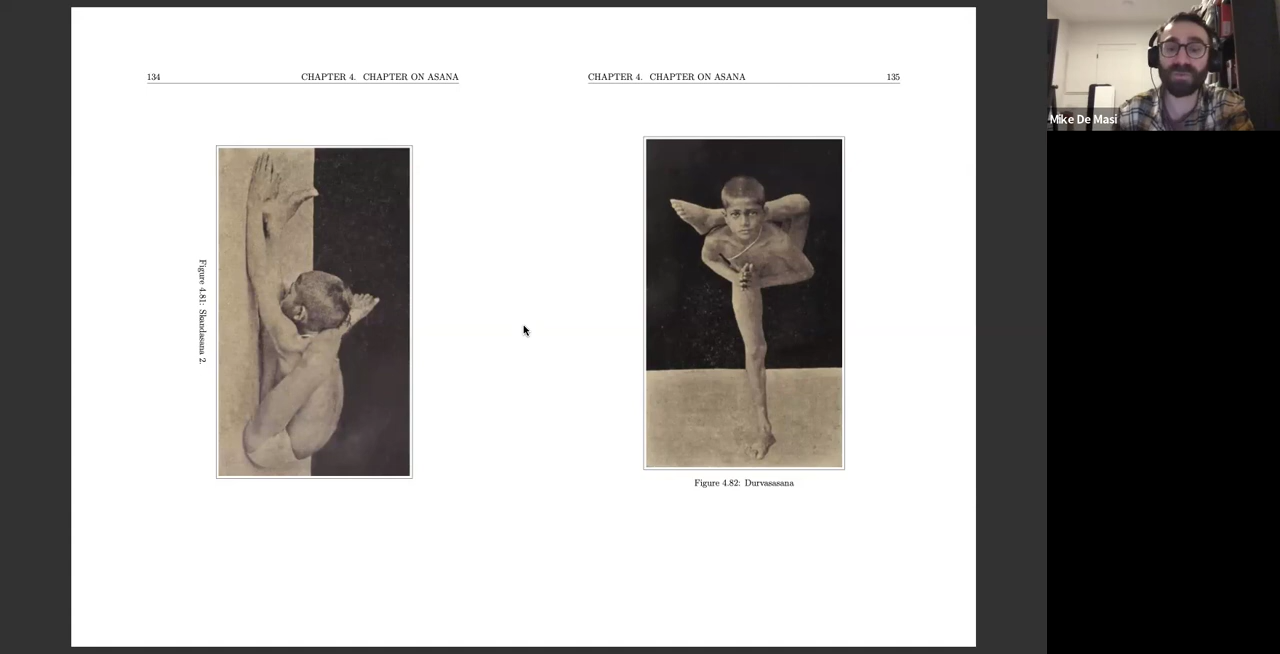 134
CHAPTER 4. CHAPTER ON ASANA
Figure 4.81: Skandasana 2.
CHAPTER 4. CHAPTER ON ASANA
135
Figure 4.82: Durvasasana
Mike De Masi